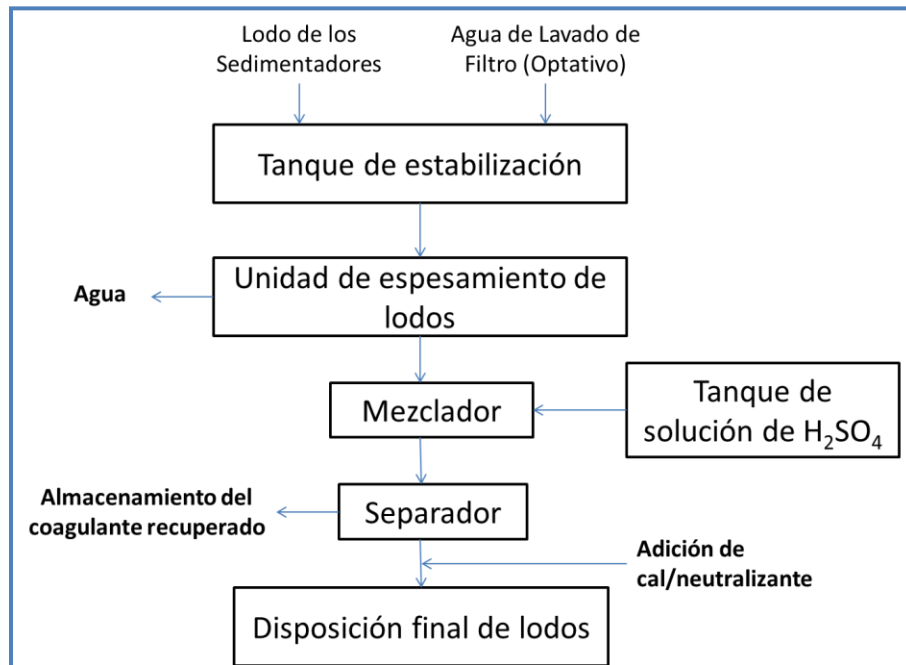 Lodo de los
Sedimentadores
Agua de Lavado de
Filtro (Optativo)
Tanque de estabilización
Agua
Unidad de espesamiento de
lodos
Mezclador
Tanque de
solución de H₂SO₄
Almacenamiento del
coagulante recuperado
Separador
Adición de
cal/neutralizante
Disposición final de lodos